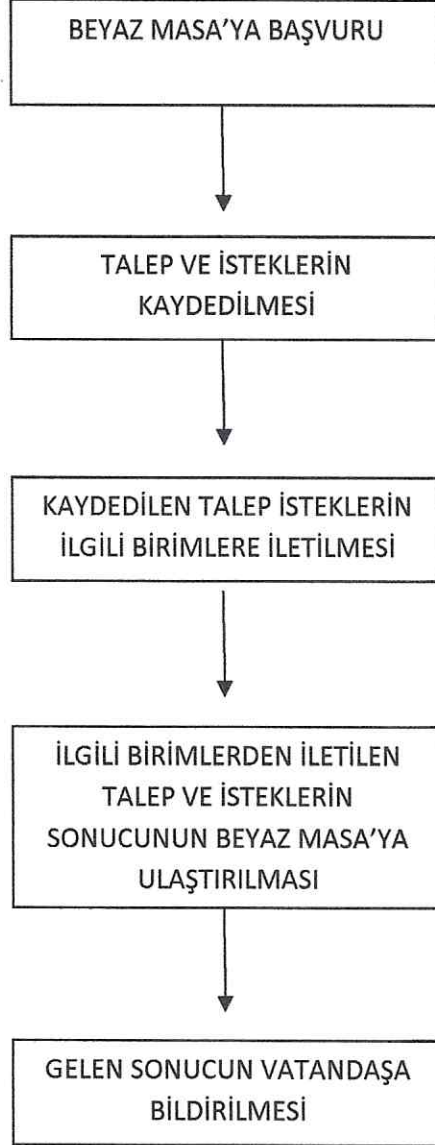 BEYAZ MASA'YA BAŞVURU
TALEP VE İSTEKLERİN
KAYDEDİLMESİ
KAYDEDİLEN TALEP İSTEKLERİN
İLGİLİ BİRİMLERE İLETİLMESİ
İLGİLİ BİRİMLERDEN İLETİLEN
TALEP VE İSTEKLERİN
SONUCUNUN BEYAZ MASA'YA
ULAŞTIRILMASI
GELEN SONUCUN VATANDAŞA
BİLDİRİLMESİ